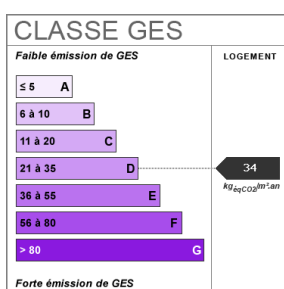 CLASSE GES
Faible émission de GES
LOGEMENT
≤ 5 A
6 à 10 B
11 à 20 C
21 à 35 D
34
kgéqCO2/m².an
36 à 55 E
56 à 80 F
> 80 G
Forte émission de GES